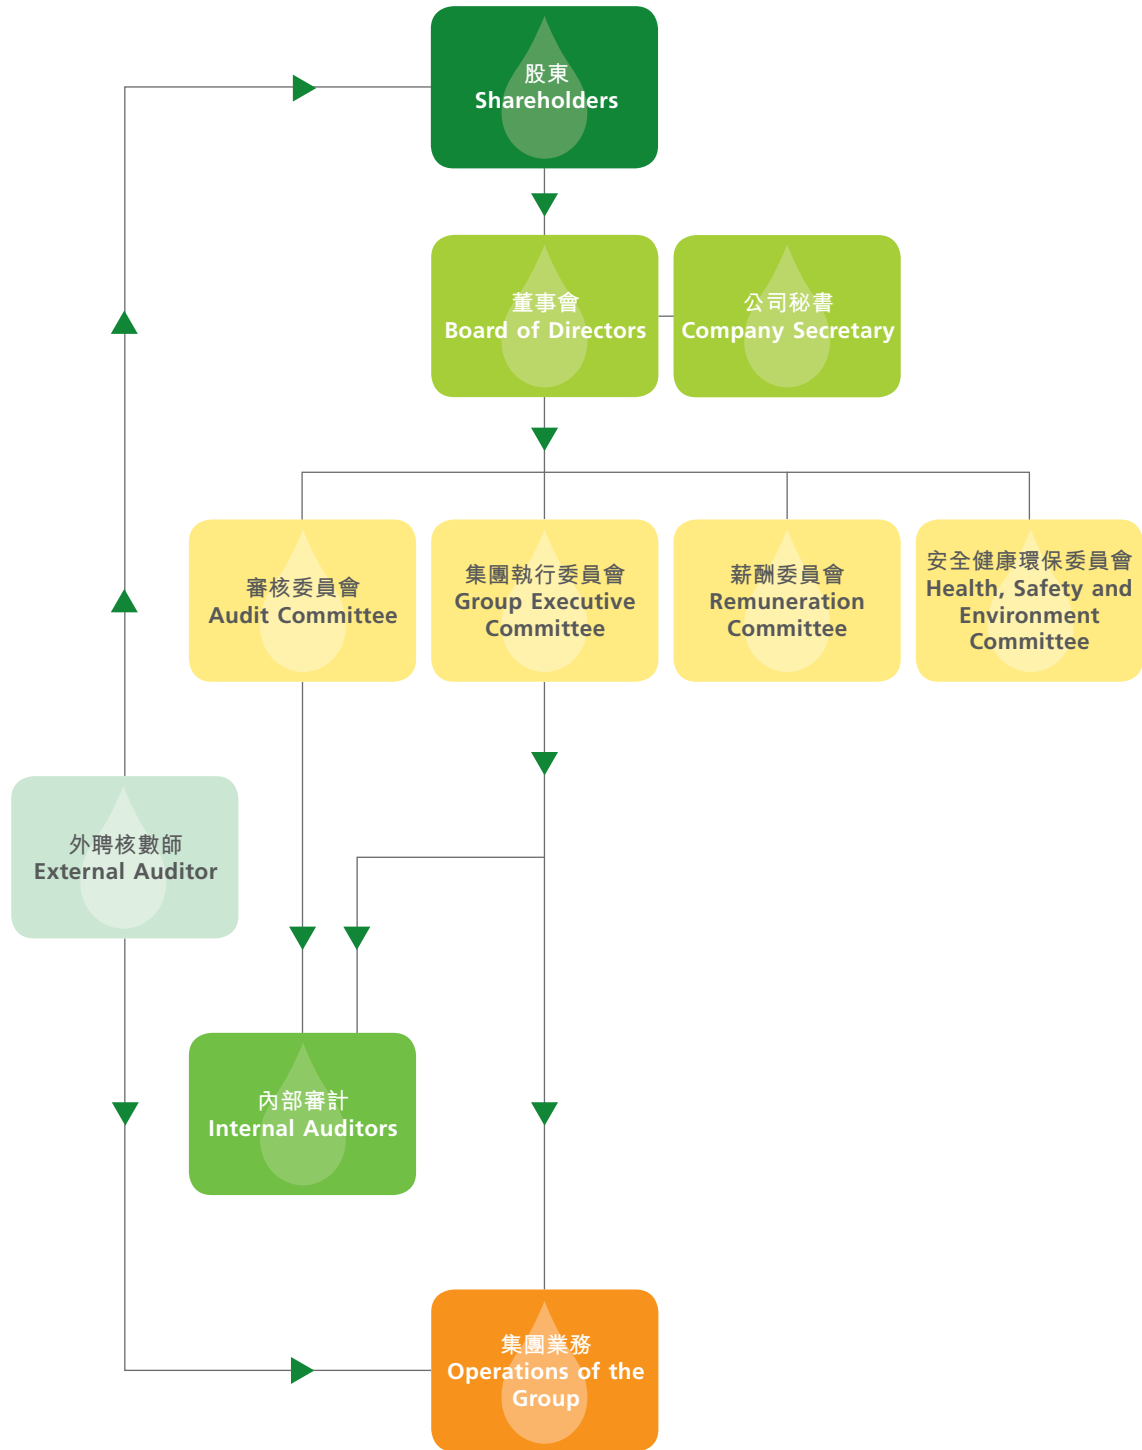 股東
Shareholders
董事會
Board of Directors
公司秘書
Company Secretary
審核委員會
Audit Committee
集團執行委員會
Group Executive
Committee
薪酬委員會
Remuneration
Committee
安全健康環保委員會
Health, Safety and
Environment
Committee
外聘核數師
External Auditor
內部審計
Internal Auditors
集團業務
Operations of the
Group